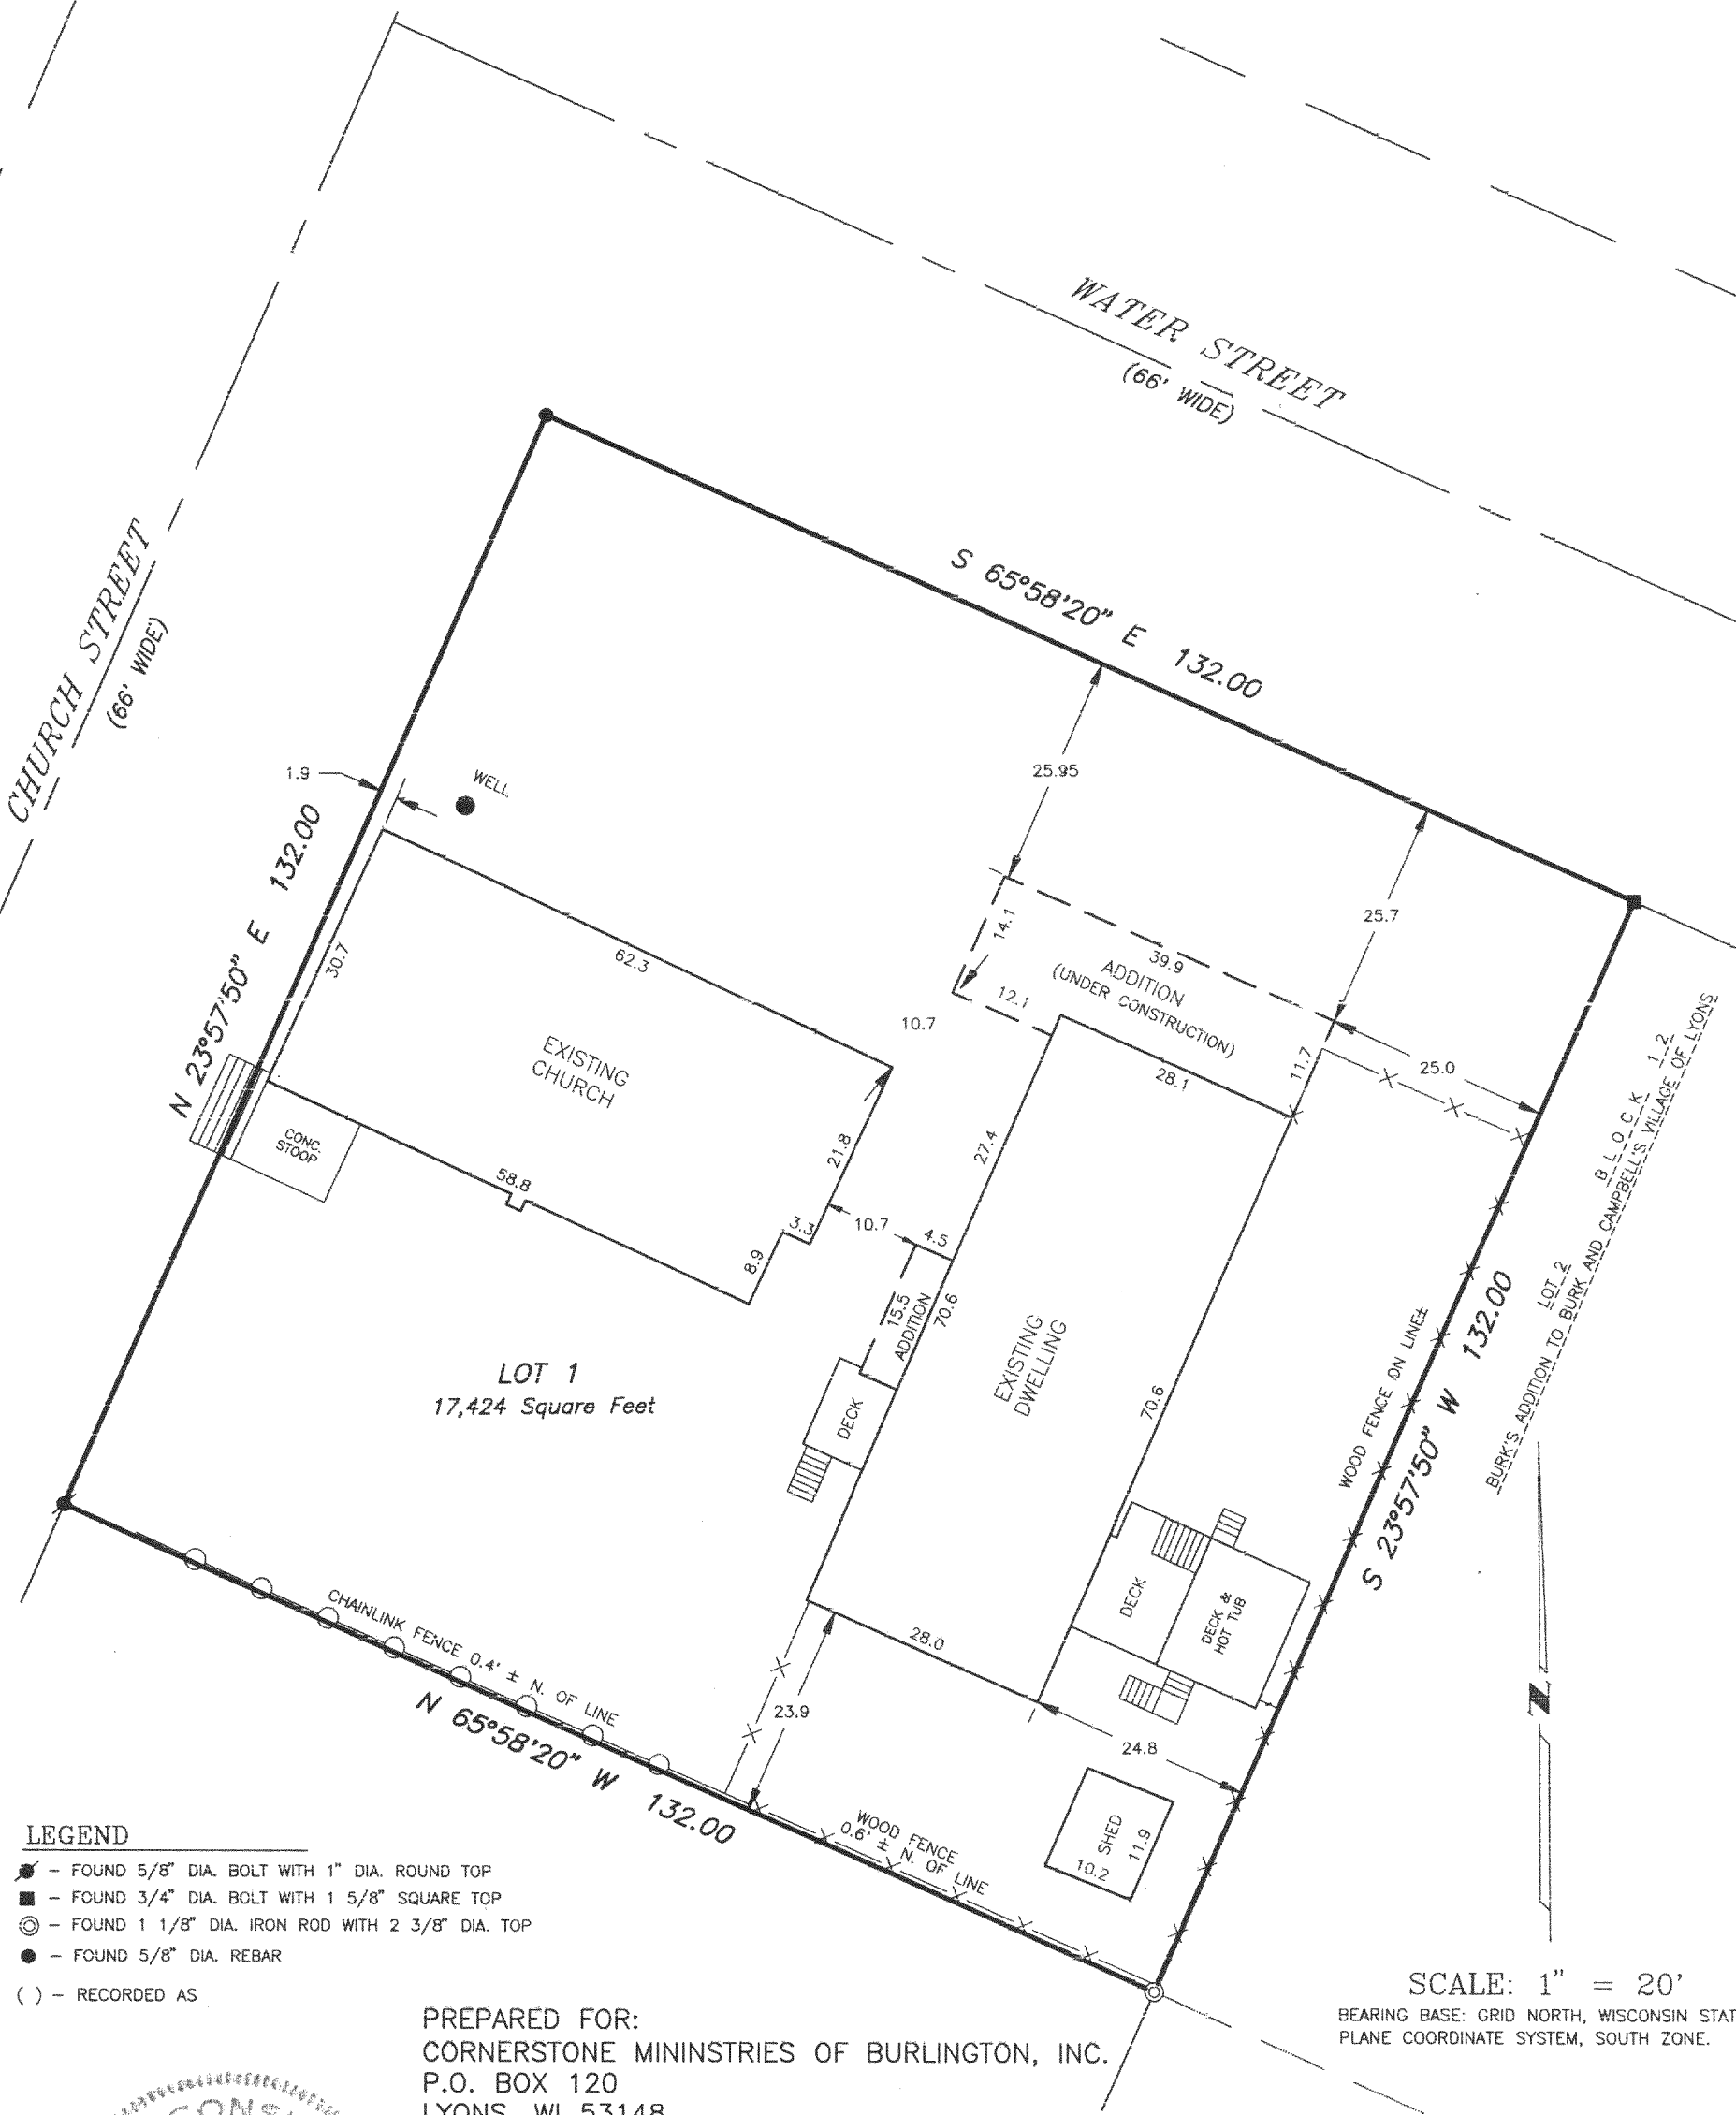 WATER STREET
(66' WIDE)
CHURCH STREET
(66' WIDE)
S 65°58'20" E 132.00
N 23°57'50" E 132.00
1.9
WELL
25.95
25.7
30.7
62.3
14.1
39.9
ADDITION
(UNDER CONSTRUCTION)
12.1
10.7
11.7
25.0
28.1
EXISTING
CHURCH
CONC.
STOOP
58.8
21.8
27.4
3.3
8.9
10.7
4.5
15.5
ADDITION
70.6
EXISTING
DWELLING
70.6
LOT 1
17,424 Square Feet
DECK
WOOD FENCE ON LINE±
S 23°57'50" W 132.00
LOT 2 BLOCK 12
BURK'S ADDITION TO BURK AND CAMPBELL'S VILLAGE OF LYONS
DECK
DECK &
HOT TUB
CHAINLINK FENCE 0.4' ± N. OF LINE
N 65°58'20" W 132.00
28.0
23.9
24.8
SHED
11.9
10.2
WOOD FENCE
0.6' ± N. OF LINE
N
LEGEND
- FOUND 5/8" DIA. BOLT WITH 1" DIA. ROUND TOP
- FOUND 3/4" DIA. BOLT WITH 1 5/8" SQUARE TOP
- FOUND 1 1/8" DIA. IRON ROD WITH 2 3/8" DIA. TOP
- FOUND 5/8" DIA. REBAR
( ) - RECORDED AS
SCALE: 1" = 20'
BEARING BASE: GRID NORTH, WISCONSIN STAT
PLANE COORDINATE SYSTEM, SOUTH ZONE.
PREPARED FOR:
CORNERSTONE MININSTRIES OF BURLINGTON, INC.
P.O. BOX 120
LYONS, WI 53148
CONS